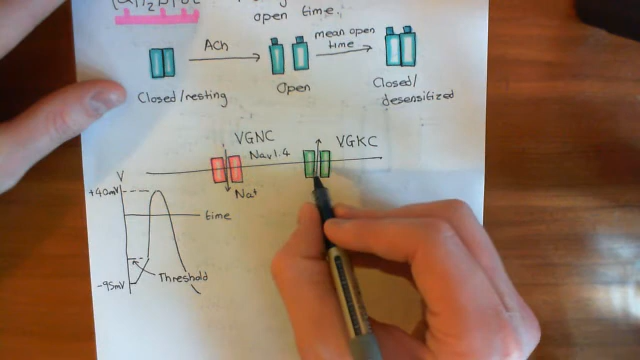 open time.
ACh
mean open
time
Closed/resting
Open
Closed/
desensitized
VGNC
VGKC
Nav1.4
Na+
V
+40mV
time
Threshold
-95mV